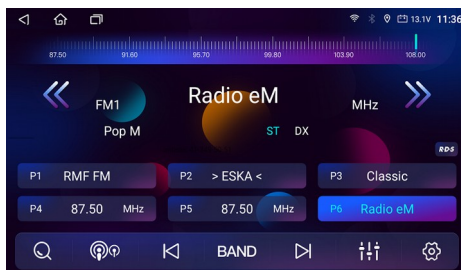 13.1V 11:36
87.50 91.60 95.70 99.80 103.90 108.00
FM1 Radio eM MHz
Pop M ST DX
RDS
P1 RMF FM P2 > ESKA < P3 Classic
P4 87.50 MHz P5 87.50 MHz P6 Radio eM
BAND